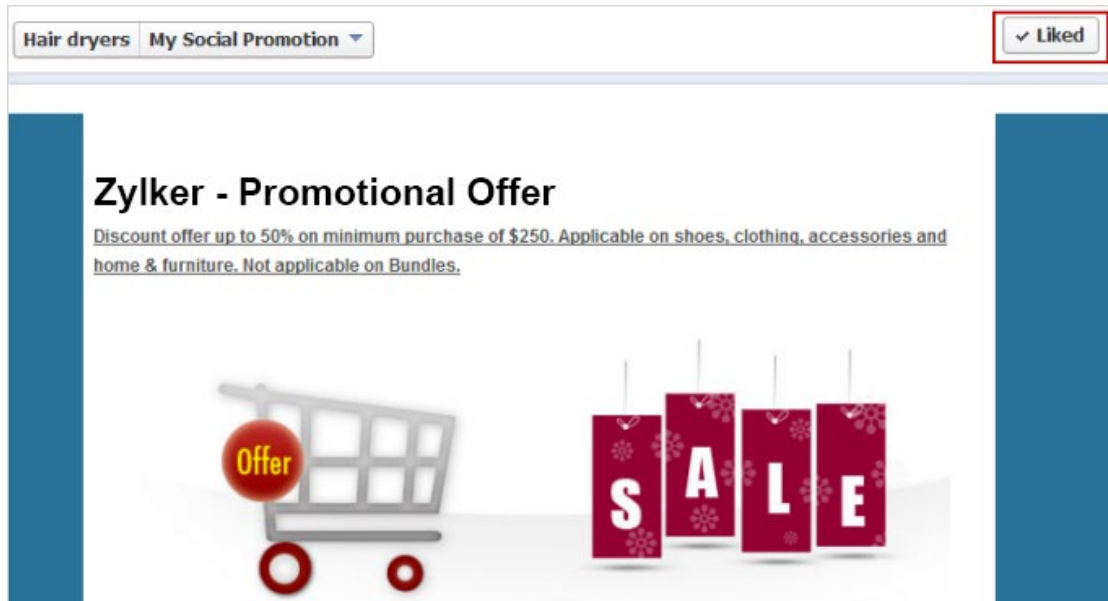 Hair dryers My Social Promotion
✓ Liked
Zylker - Promotional Offer
Discount offer up to 50% on minimum purchase of $250. Applicable on shoes, clothing, accessories and
home & furniture. Not applicable on Bundles.
Offer
SALE